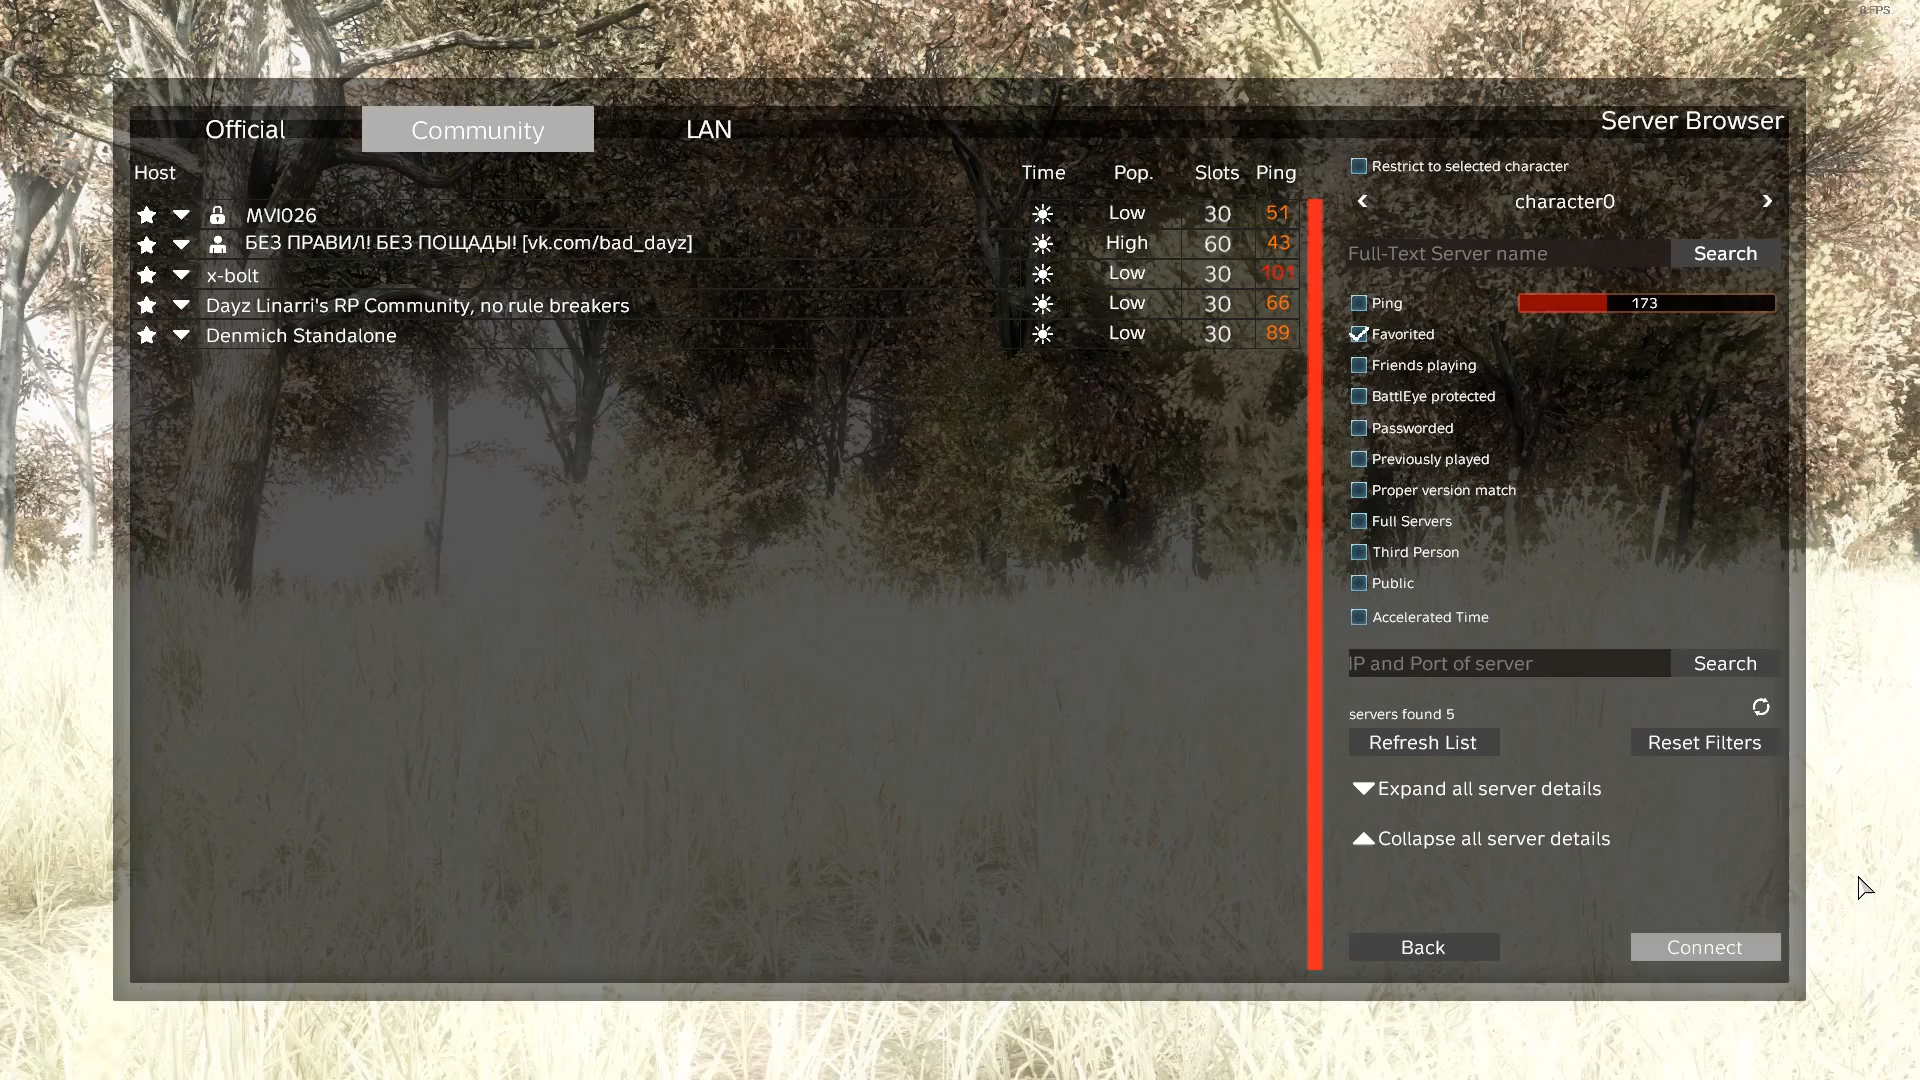 8 FPS
Official Community LAN Server Browser
Host Time Pop. Slots Ping
MVI026 Low 30 51
БЕЗ ПРАВИЛ! БЕЗ ПОЩАДЫ! [vk.com/bad_dayz] High 60 43
x-bolt Low 30 101
Dayz Linarri's RP Community, no rule breakers Low 30 66
Denmich Standalone Low 30 89
Restrict to selected character
character0
Full-Text Server name Search
Ping 173
Favorited
Friends playing
BattlEye protected
Passworded
Previously played
Proper version match
Full Servers
Third Person
Public
Accelerated Time
IP and Port of server Search
servers found 5
Refresh List Reset Filters
Expand all server details
Collapse all server details
Back Connect